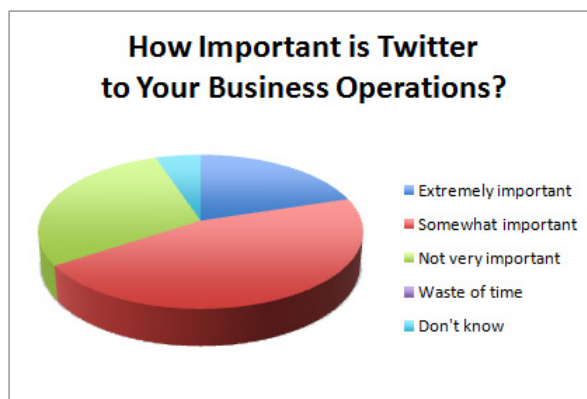 How Important is Twitter
to Your Business Operations?
Extremely important
Somewhat important
Not very important
Waste of time
Don't know